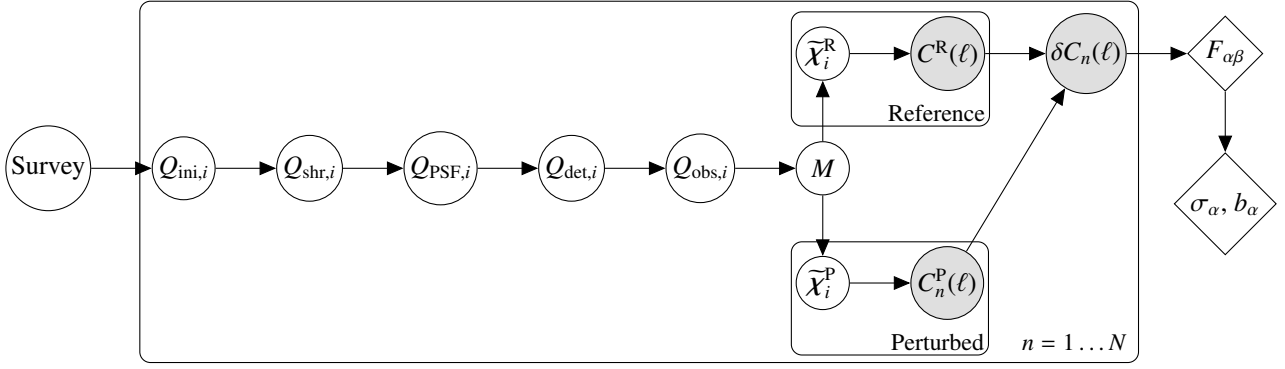 Survey
Q_ini,i
Q_shr,i
Q_PSF,i
Q_det,i
Q_obs,i
M
χ̃_i^R
C^R(ℓ)
Reference
χ̃_i^P
C_n^P(ℓ)
Perturbed
δC_n(ℓ)
n = 1 … N
F_αβ
σ_α, b_α